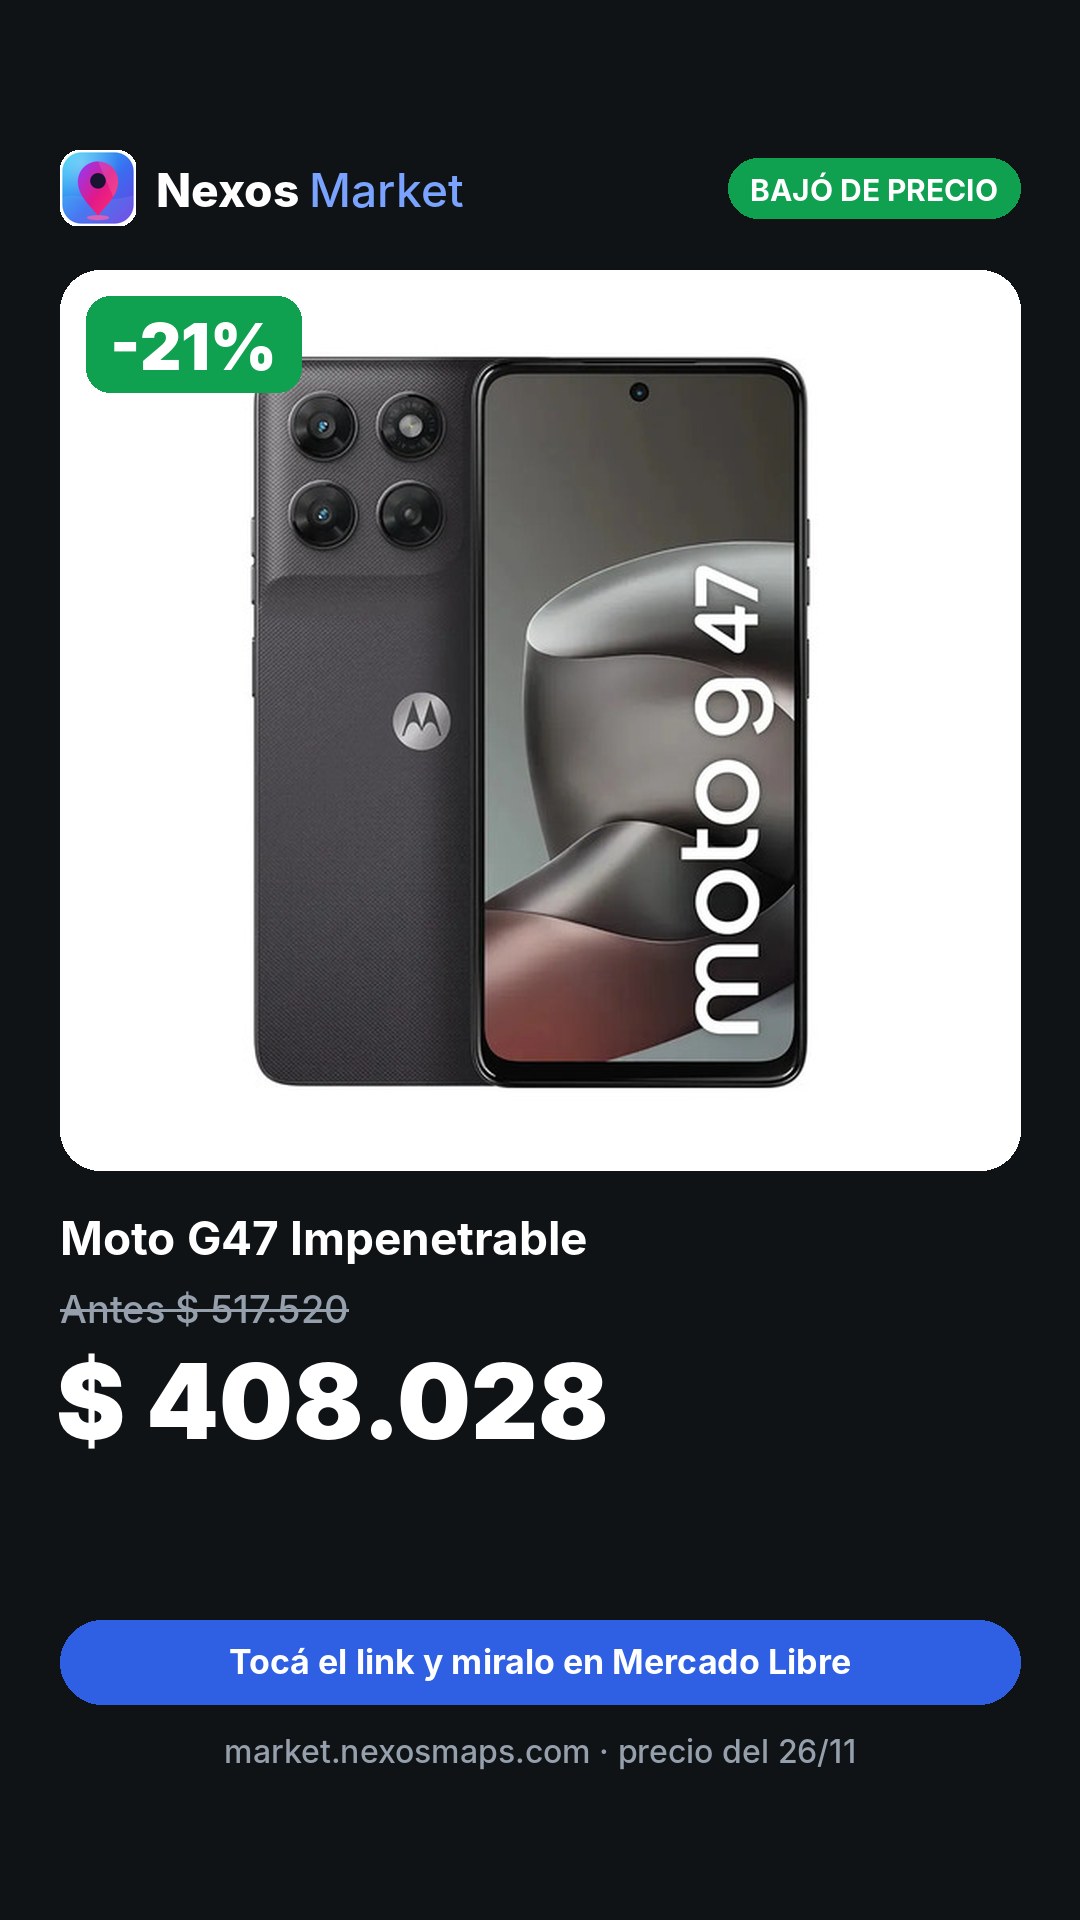 Nexos Market
BAJÓ DE PRECIO
-21%
moto g 47
Moto G47 Impenetrable
Antes $ 517.520
$ 408.028
Tocá el link y miralo en Mercado Libre
market.nexosmaps.com · precio del 26/11